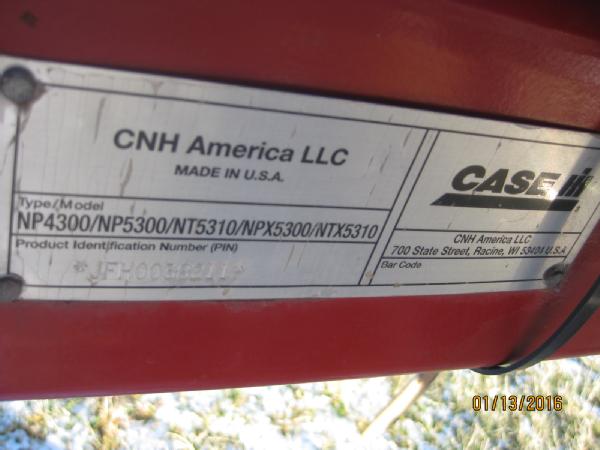 CNH America LLC
MADE IN U.S.A.
Type/Model
NP4300/NP5300/NT5310/NPX5300/NTX5310
Product Identification Number (PIN)
CASE IH
CNH America LLC
700 State Street, Racine, WI 53404 U.S.A
Bar Code
01/13/2016